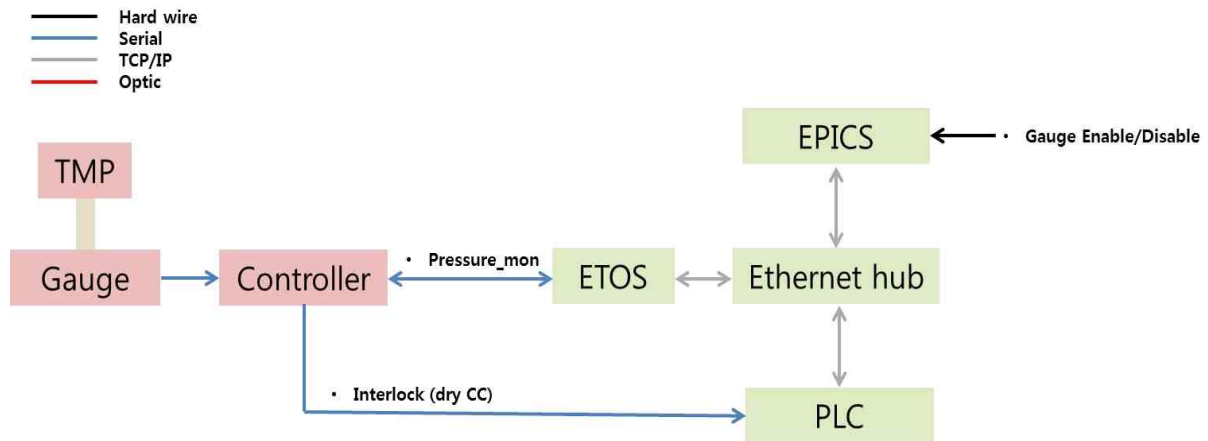 Hard wire
Serial
TCP/IP
Optic
EPICS
• Gauge Enable/Disable
TMP
Gauge
Controller
• Pressure_mon
ETOS
Ethernet hub
• Interlock (dry CC)
PLC